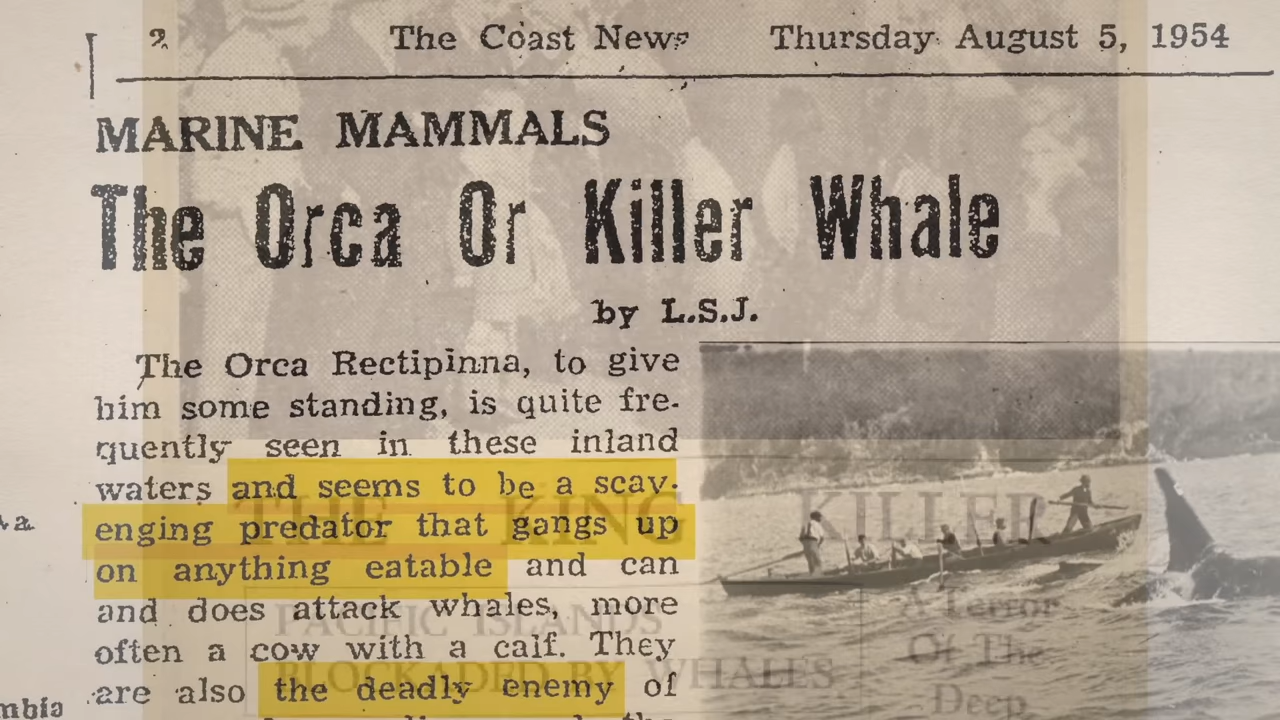 2
The Coast News Thursday August 5, 1954
MARINE MAMMALS
The Orca Or Killer Whale
by L.S.J.
The Orca Rectipinna, to give
him some standing, is quite fre-
quently seen in these inland
waters and seems to be a scav-
enging predator that gangs up
on anything eatable and can
and does attack whales, more
often a cow with a calf. They
are also the deadly enemy of
mbia
THE KING KILLER
PACIFIC ISLANDS
BLOCKADED BY WHALES
A Terror
Of The
Deep